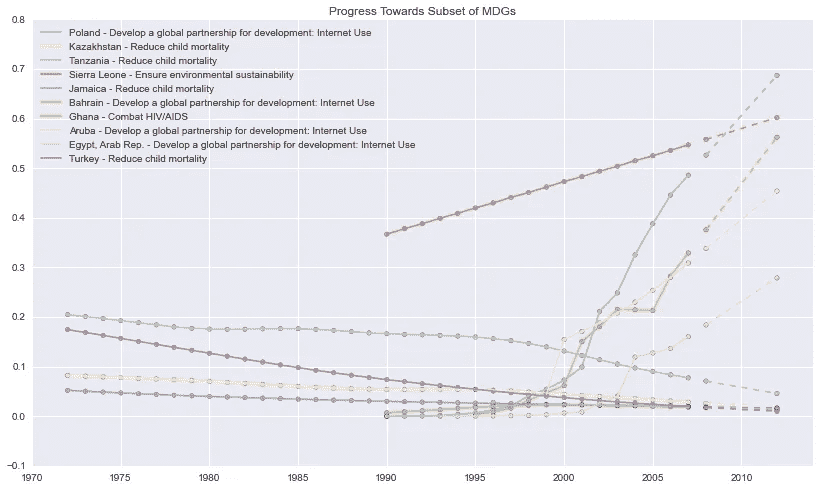 Progress Towards Subset of MDGs
0.8
Poland - Develop a global partnership for development: Internet Use
Kazakhstan - Reduce child mortality
Tanzania - Reduce child mortality
Sierra Leone - Ensure environmental sustainability
Jamaica - Reduce child mortality
Bahrain - Develop a global partnership for development: Internet Use
Ghana - Combat HIV/AIDS
Aruba - Develop a global partnership for development: Internet Use
Egypt, Arab Rep. - Develop a global partnership for development: Internet Use
Turkey - Reduce child mortality
0.7
0.6
0.5
0.4
0.3
0.2
0.1
0.0
−0.1
1970 1975 1980 1985 1990 1995 2000 2005 2010